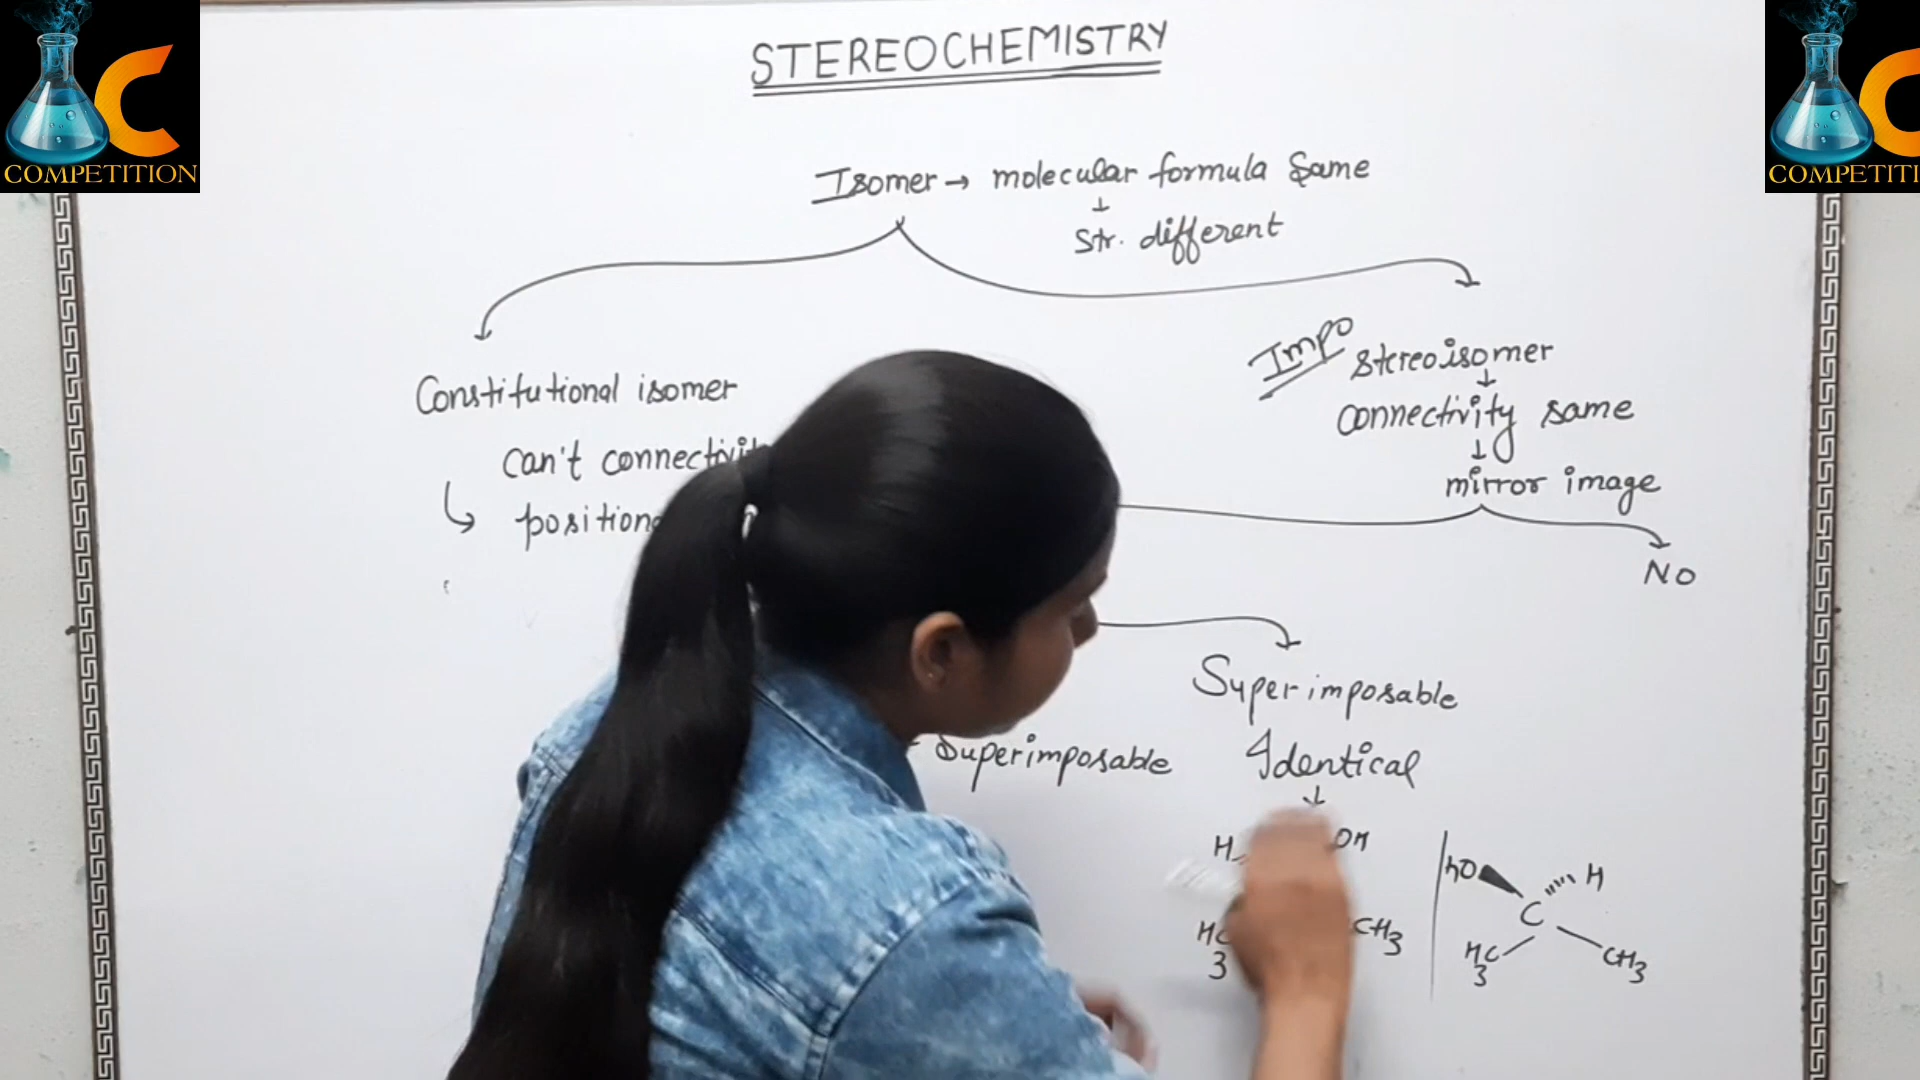 COMPETITION
COMPETITI
STEREOCHEMISTRY
Isomer → molecular formula Same
↓
Str. different
Constitutional isomer
can't connectivit
position
Impo
Stereoisomer
↓
connectivity same
↓
mirror image
No
Superimposable
Superimposable
Identical
↓
H OH
H3C CH3
HO H
C
H3C CH3